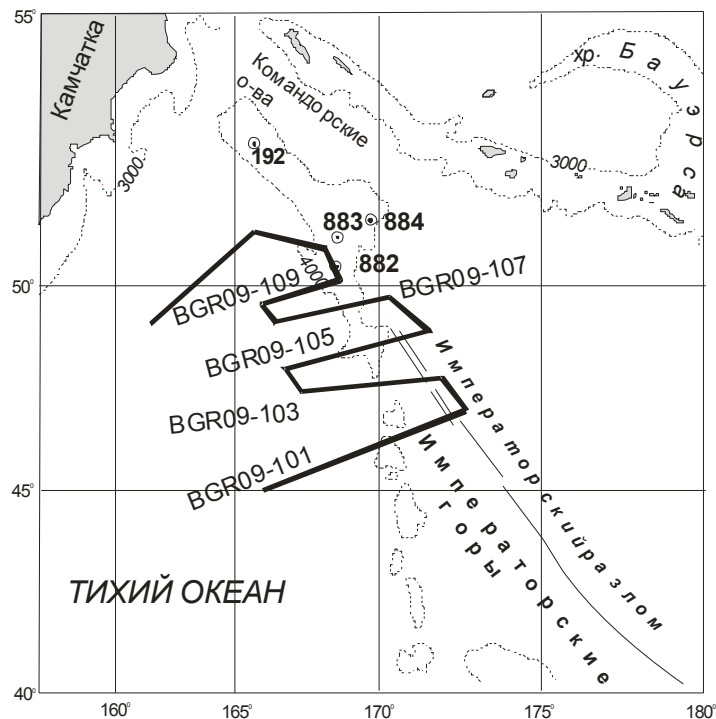 55°
Камчатка
Командорские
о-ва
хр. Бауэрса
3000
3000
192
883
884
882
4000
50°
BGR09-109
BGR09-107
BGR09-105
BGR09-103
BGR09-101
Императорский разлом
Императорские
горы
45°
ТИХИЙ ОКЕАН
40°
160°
165°
170°
175°
180°